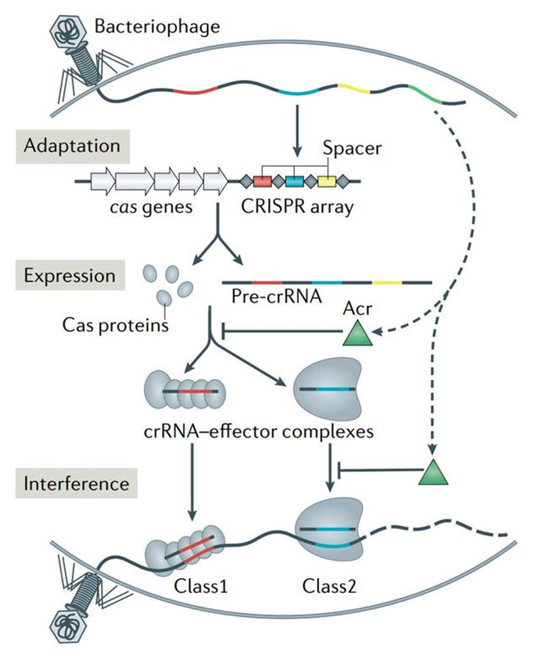 Bacteriophage
Adaptation
Spacer
cas genes
CRISPR array
Expression
Pre-crRNA
Acr
Cas proteins
crRNA–effector complexes
Interference
Class1
Class2